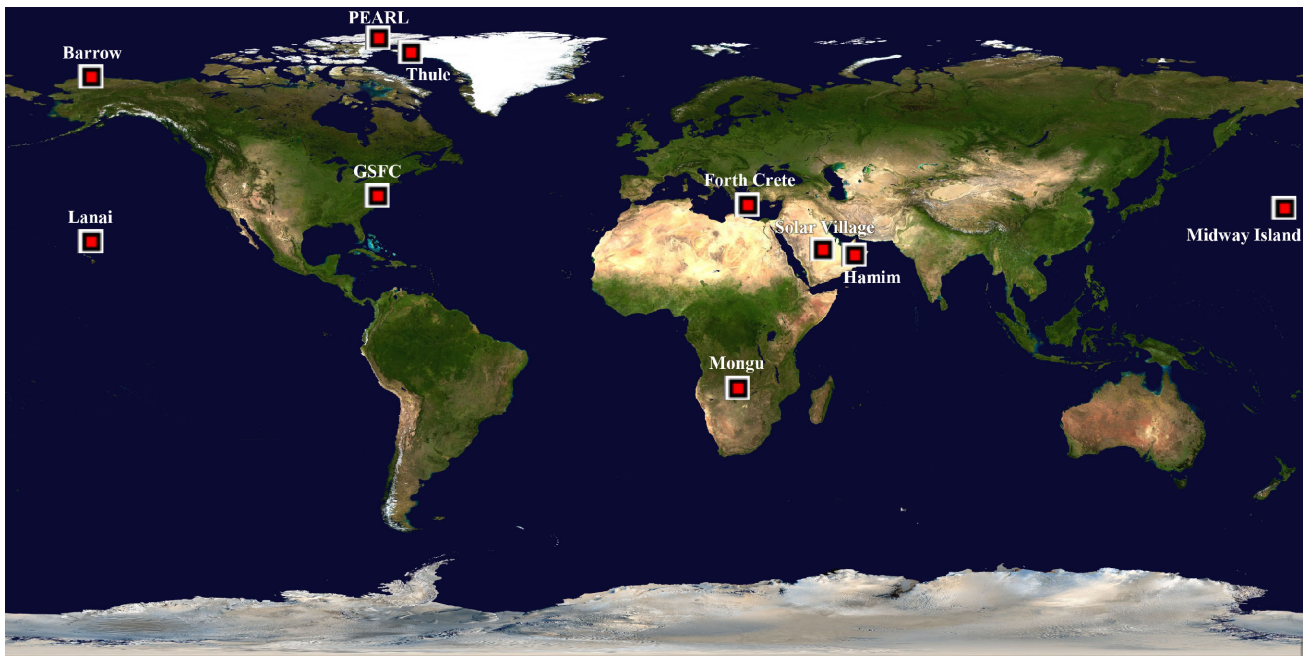 PEARL
Barrow
Thule
GSFC
Forth Crete
Lanai
Solar Village
Midway Island
Hamim
Mongu